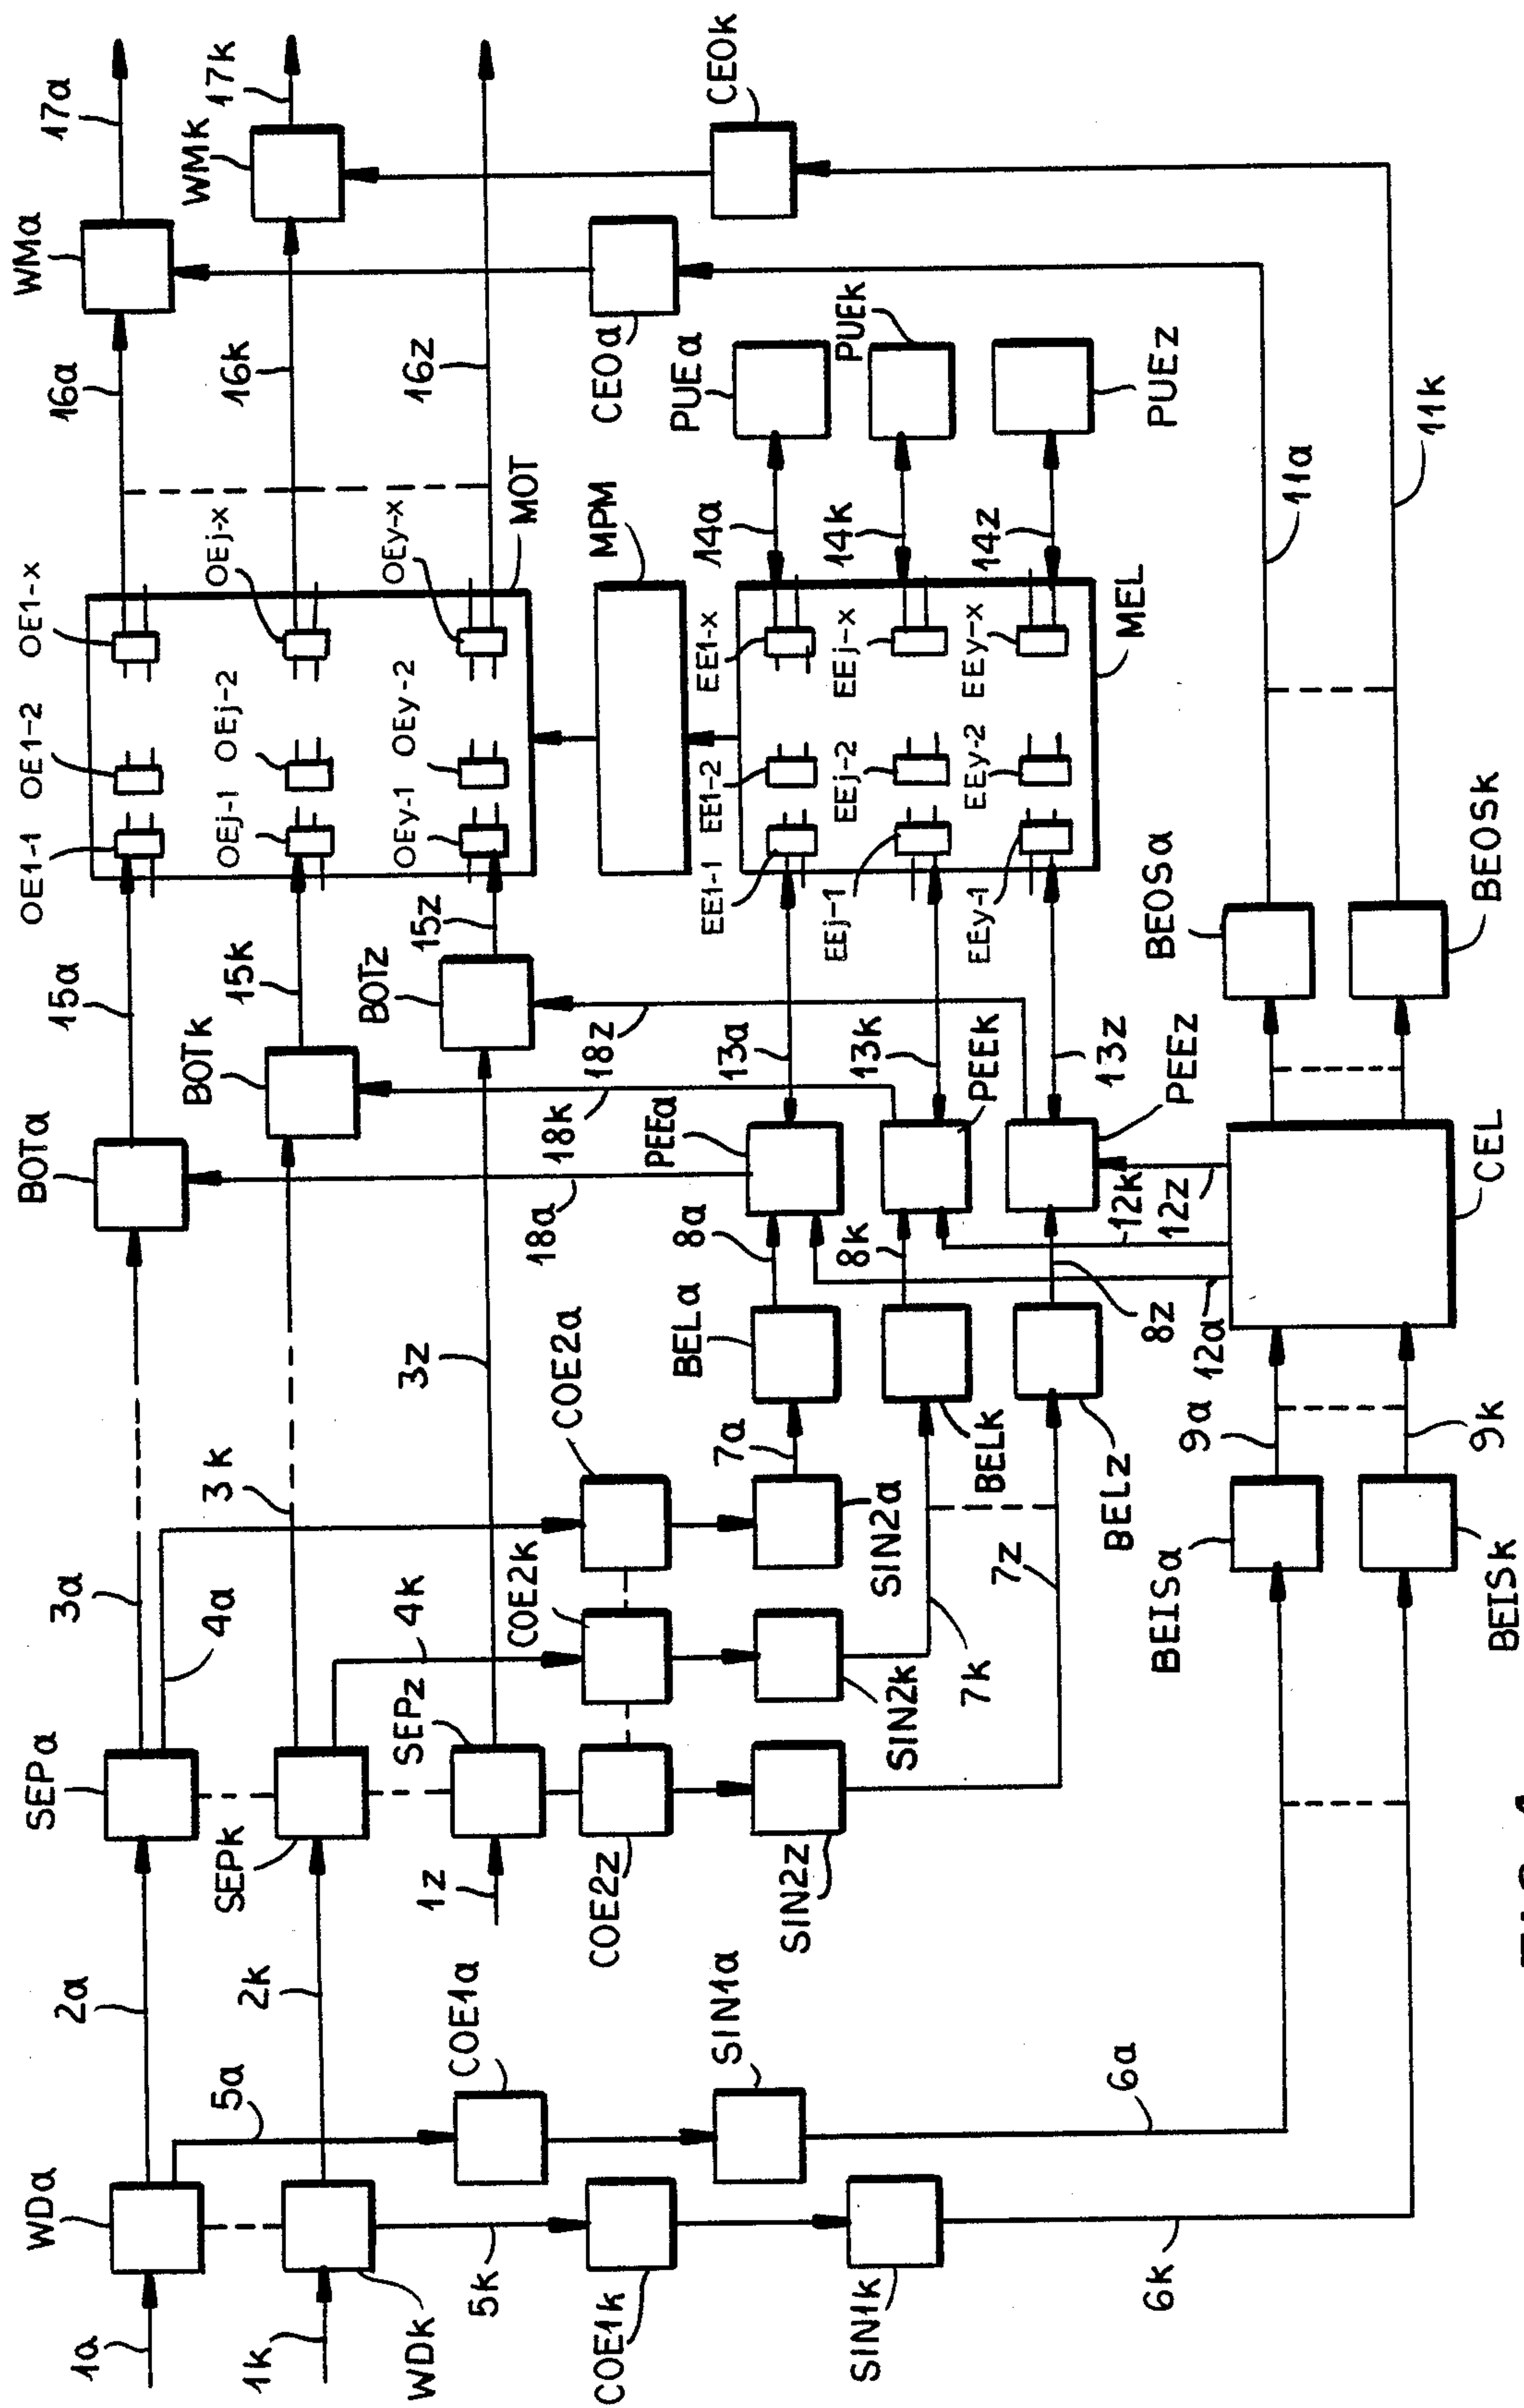 17a
17k
WMa
WMk
CEOk
16a
16k
16z
CEOa
PUEa
PUEk
PUEz
11a
11k
MOT
MPM
14a
14k
14z
MEL
OE1-x
OEj-x
OEy-x
OE1-2
OEj-2
OEy-2
OE1-1
OEj-1
OEy-1
EE1-x
EEj-x
EEy-x
EE1-2
EEj-2
EEy-2
EE1-1
EEj-1
EEy-1
15a
15k
15z
BOTa
BOTk
BOTz
18a
18k
18z
13a
13k
13z
PEEa
PEEk
PEEz
BEOSa
BEOSk
12a
12k
12z
CEL
8a
8k
8z
BELa
BELk
BELz
3a
3k
3z
4a
4k
COE2a
COE2k
COE2z
SIN2a
SIN2k
SIN2z
7a
7k
7z
9a
9k
BEISa
BEISk
SEPa
SEPk
SEPz
1z
2a
2k
5a
5k
COE1a
COE1k
SIN1a
SIN1k
6a
6k
WDa
WDk
1a
1k